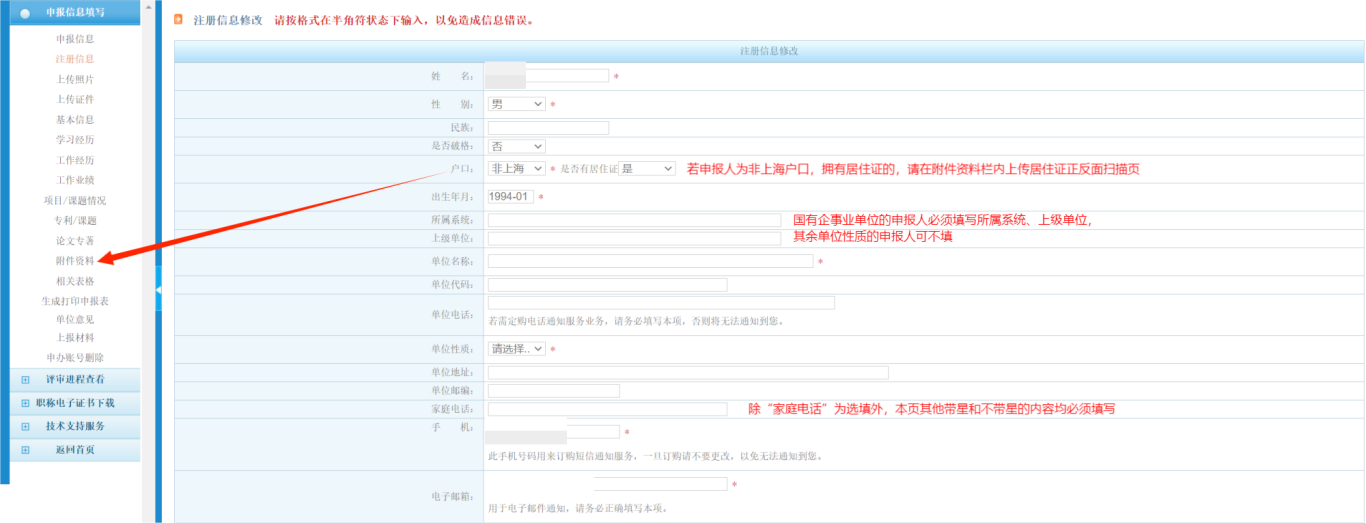 申报信息填写
申报信息
注册信息
上传照片
上传证件
基本信息
学习经历
工作经历
工作业绩
项目/课题情况
专利/课题
论文专著
附件资料
相关表格
生成打印申报表
单位意见
上报材料
申办账号删除
评审进程查看
职称电子证书下载
技术支持服务
返回首页
注册信息修改 请按格式在半角符状态下输入，以免造成信息错误。
注册信息修改
姓 名： *
性 别： 男 *
民族：
是否破格： 否
户口： 非上海 * 是否有居住证 是 若申报人为非上海户口，拥有居住证的，请在附件资料栏内上传居住证正反面扫描页
出生年月： 1994-01 *
所属系统： 国有企事业单位的申报人必须填写所属系统、上级单位，
上级单位： 其余单位性质的申报人可不填
单位名称： *
单位代码：
单位电话：
若需定购电话通知服务业务，请务必填写本项，否则将无法通知到您。
单位性质： 请选择.. *
单位地址：
单位邮编：
家庭电话： 除“家庭电话”为选填外，本页其他带星和不带星的内容均必须填写
手 机： *
此手机号码用来订购短信通知服务，一旦订购请不要更改，以免无法通知到您。
电子邮箱： *
用于电子邮件通知，请务必正确填写本项。